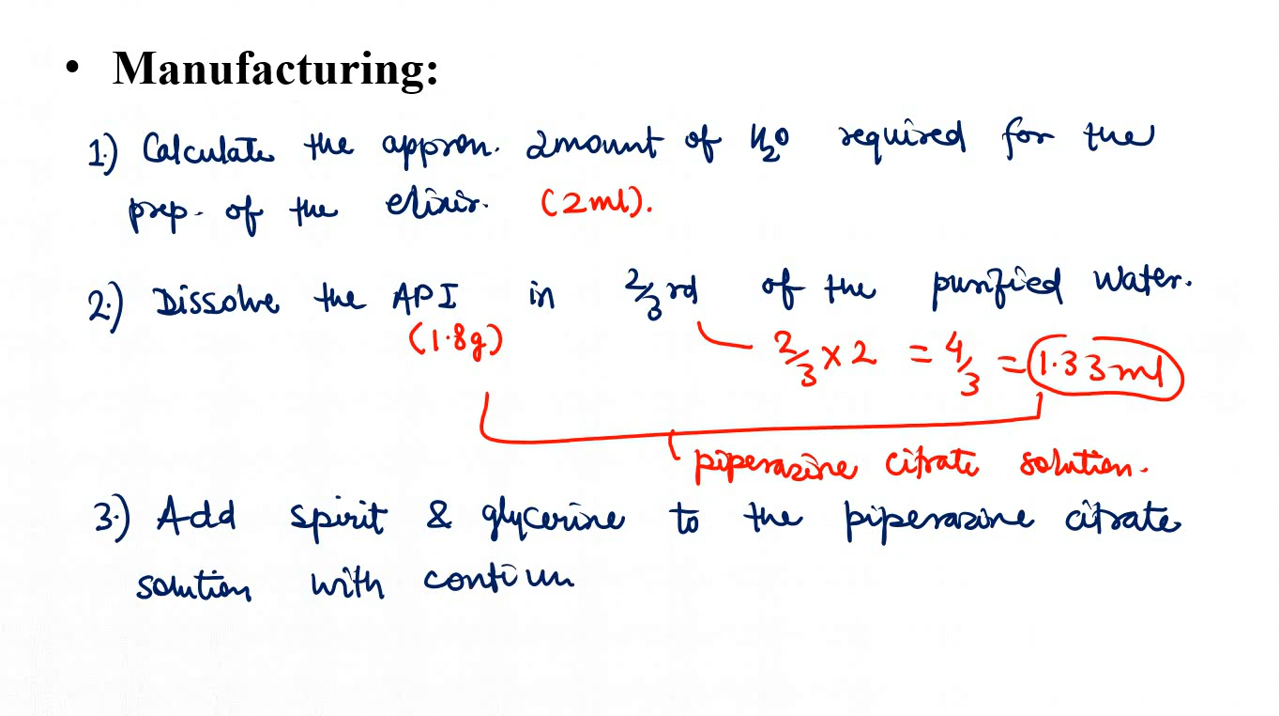 • Manufacturing:
1.) Calculate the approx. amount of H₂O required for the
prep. of the elixir. (2ml).
2.) Dissolve the API in 2/3rd of the purified water.
(1.8g) 2/3 × 2 = 4/3 = 1.33ml
piperazine citrate solution.
3.) Add spirit & glycerine to the piperazine citrate
solution with continu